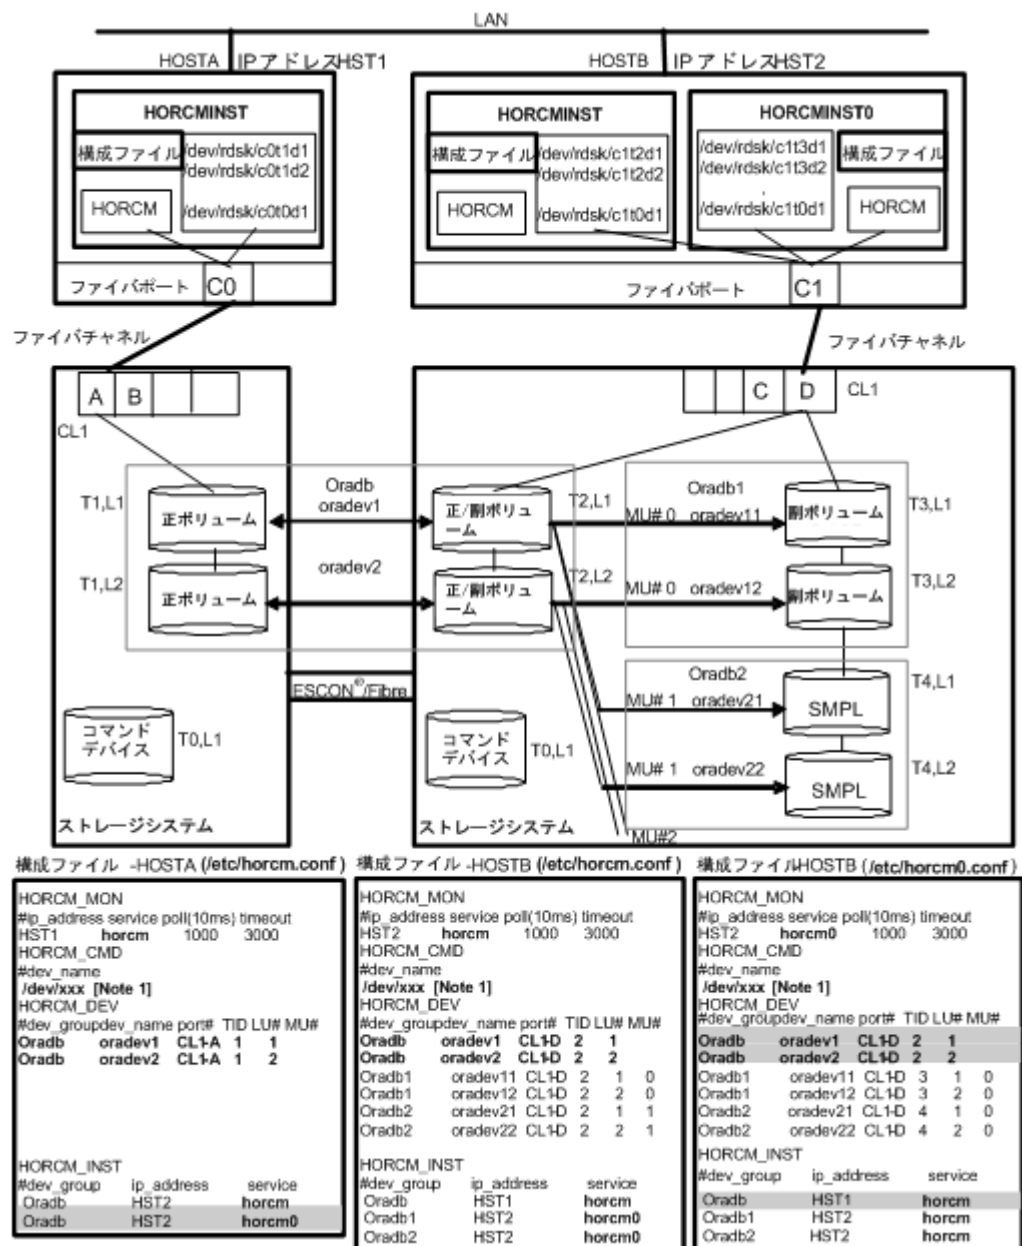 LAN
HOSTA IPアドレスHST1
HOSTB IPアドレスHST2
HORCMINST
構成ファイル
/dev/rdsk/c0t1d1
/dev/rdsk/c0t1d2
/dev/rdsk/c0t0d1
HORCM
ファイバポート C0
HORCMINST
構成ファイル
/dev/rdsk/c1t2d1
/dev/rdsk/c1t2d2
/dev/rdsk/c1t0d1
HORCM
HORCMINST0
/dev/rdsk/c1t3d1
/dev/rdsk/c1t3d2
/dev/rdsk/c1t0d1
構成ファイル
HORCM
ファイバポート C1
ファイバチャネル
ファイバチャネル
A B
CL1
C D CL1
T1,L1
正ボリューム
Oradb
oradev1
正/副ボリューム
T2,L1
Oradb1
MU# 0 oradev11
副ボリューム
T3,L1
T1,L2
正ボリューム
oradev2
正/副ボリューム
T2,L2
MU# 0 oradev12
副ボリューム
T3,L2
ESCON®/Fibre
Oradb2
MU# 1 oradev21
SMPL
T4,L1
MU# 1 oradev22
SMPL
T4,L2
MU#2
コマンド
デバイス
T0,L1
コマンド
デバイス
T0,L1
ストレージシステム
ストレージシステム
構成ファイル -HOSTA (/etc/horcm.conf )
HORCM_MON
#ip_address service poll(10ms) timeout
HST1 horcm 1000 3000
HORCM_CMD
#dev_name
/dev/xxx [Note 1]
HORCM_DEV
#dev_groupdev_name port# TID LU# MU#
Oradb oradev1 CL1-A 1 1
Oradb oradev2 CL1-A 1 2
HORCM_INST
#dev_group ip_address service
Oradb HST2 horcm
Oradb HST2 horcm0
構成ファイル -HOSTB (/etc/horcm.conf )
HORCM_MON
#ip_address service poll(10ms) timeout
HST2 horcm 1000 3000
HORCM_CMD
#dev_name
/dev/xxx [Note 1]
HORCM_DEV
#dev_groupdev_name port# TID LU# MU#
Oradb oradev1 CL1-D 2 1
Oradb oradev2 CL1-D 2 2
Oradb1 oradev11 CL1-D 2 1 0
Oradb1 oradev12 CL1-D 2 2 0
Oradb2 oradev21 CL1-D 2 1 1
Oradb2 oradev22 CL1-D 2 2 1
HORCM_INST
#dev_group ip_address service
Oradb HST1 horcm
Oradb1 HST2 horcm0
Oradb2 HST2 horcm0
構成ファイルHOSTB (/etc/horcm0.conf )
HORCM_MON
#ip_address service poll(10ms) timeout
HST2 horcm0 1000 3000
HORCM_CMD
#dev_name
/dev/xxx [Note 1]
HORCM_DEV
#dev_groupdev_name port# TID LU# MU#
Oradb oradev1 CL1-D 2 1
Oradb oradev2 CL1-D 2 2
Oradb1 oradev11 CL1-D 3 1 0
Oradb1 oradev12 CL1-D 3 2 0
Oradb2 oradev21 CL1-D 4 1 0
Oradb2 oradev22 CL1-D 4 2 0
HORCM_INST
#dev_group ip_address service
Oradb HST1 horcm
Oradb1 HST2 horcm
Oradb2 HST2 horcm